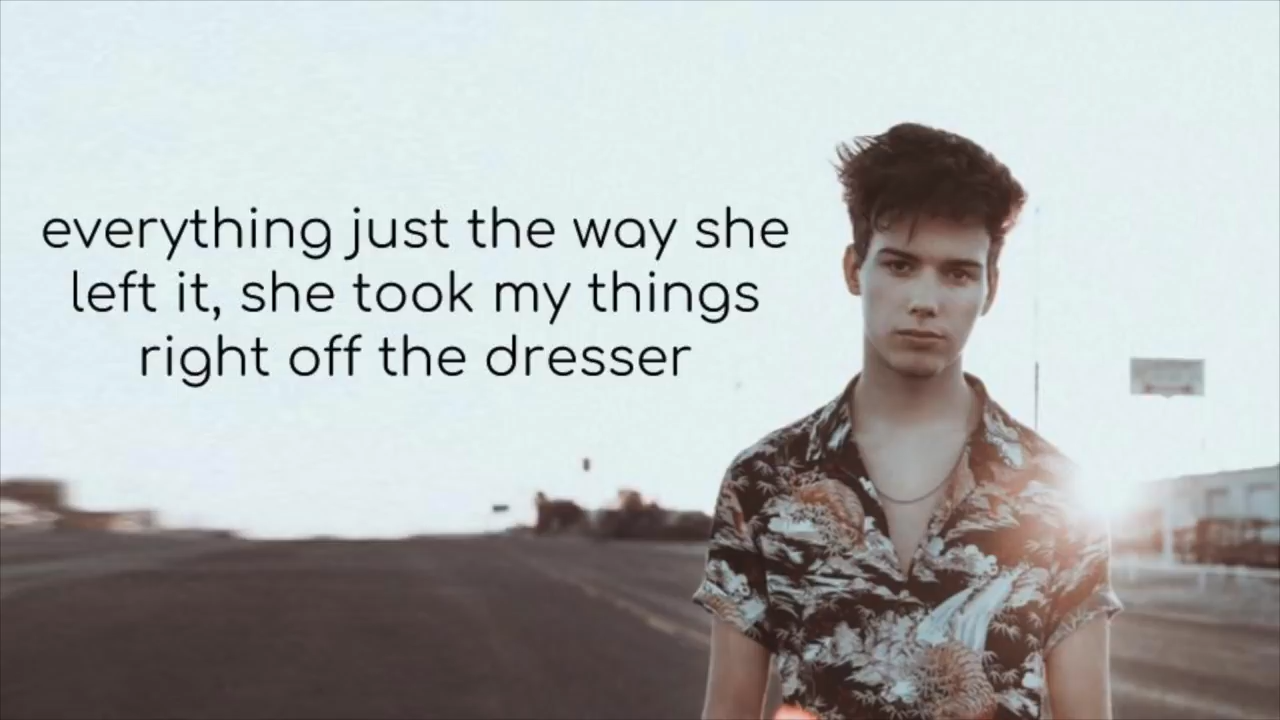 everything just the way she
left it, she took my things
right off the dresser